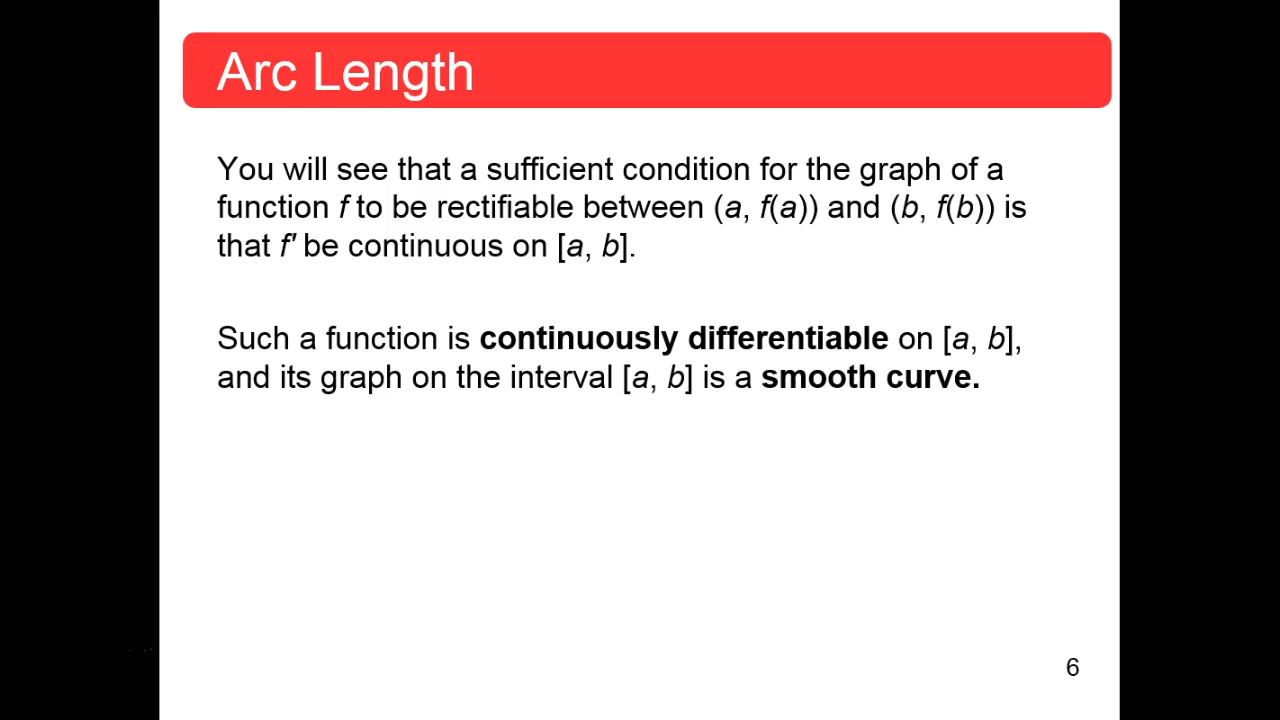 Arc Length
You will see that a sufficient condition for the graph of a
function f to be rectifiable between (a, f(a)) and (b, f(b)) is
that f' be continuous on [a, b].
Such a function is continuously differentiable on [a, b],
and its graph on the interval [a, b] is a smooth curve.
6